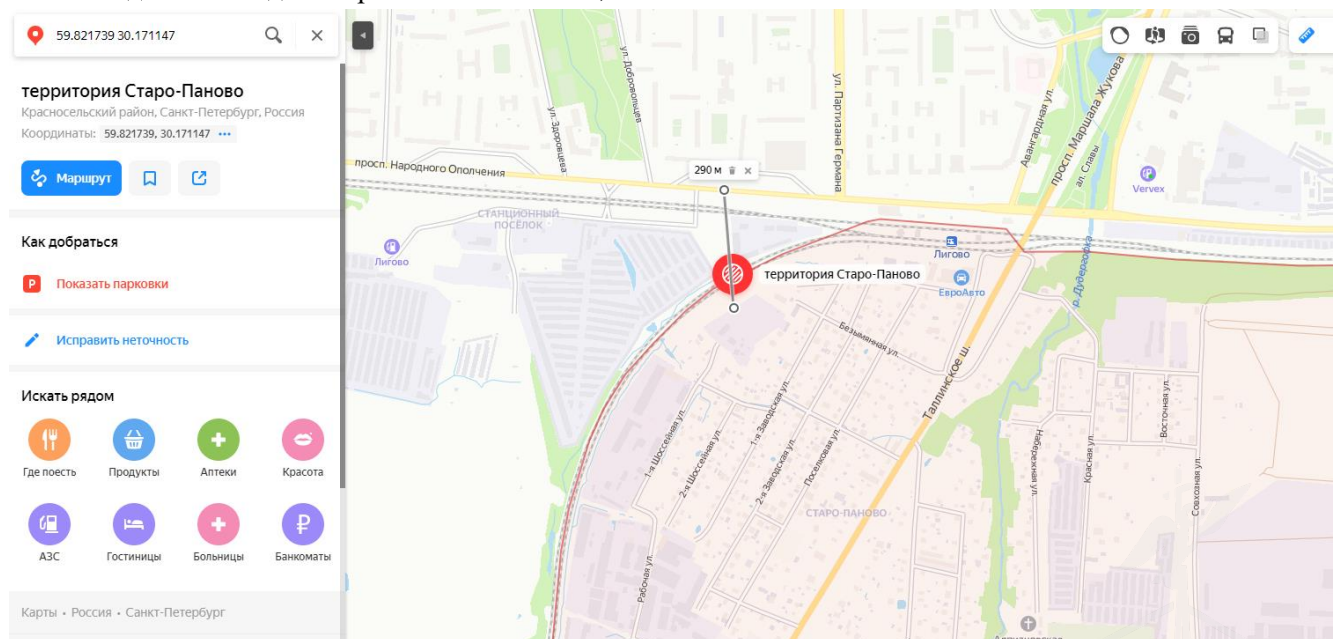 59.821739 30.171147
территория Старо-Паново
Красносельский район, Санкт-Петербург, Россия
Координаты: 59.821739, 30.171147 •••
Маршрут
Как добраться
P Показать парковки
Исправить неточность
Искать рядом
Где поесть
Продукты
Аптеки
Красота
АЗС
Гостиницы
Больницы
Банкоматы
Карты • Россия • Санкт-Петербург
ул. Добровольцев
ул. Здоровцева
ул. Партизана Германа
Авангардная ул.
просп. Маршала Жукова
ал. Славы
просп. Народного Ополчения
290 м
Vervex
СТАНЦИОННЫЙ
ПОСЁЛОК
Лигово
Лигово
территория Старо-Паново
ЕвроАвто
р. Дудергофка
Безымянная ул.
Таллинское ш.
1-я Шоссейная ул.
2-я Шоссейная ул.
1-я Заводская ул.
2-я Заводская ул.
Поселковая ул.
СТАРО-ПАНОВО
Рабочая ул.
Набережная ул.
Красная ул.
Восточная ул.
Совхозная ул.